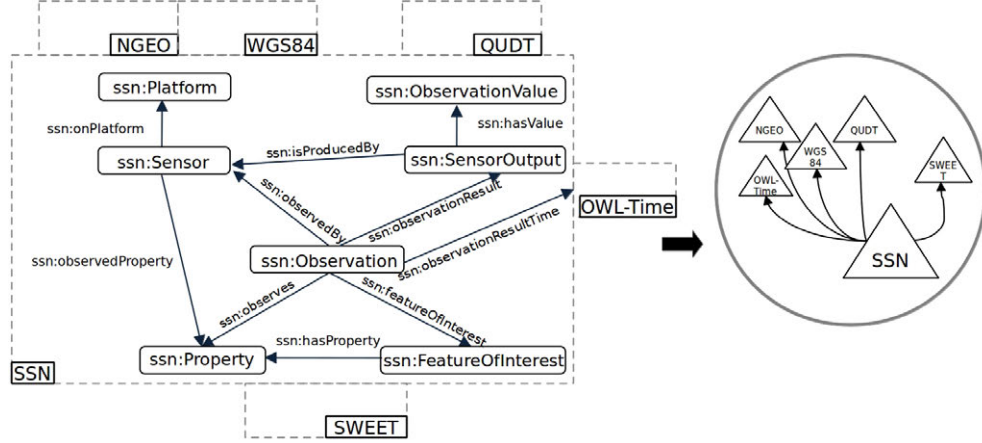 NGEO
WGS84
QUDT
ssn:Platform
ssn:ObservationValue
ssn:onPlatform
ssn:hasValue
ssn:isProducedBy
ssn:Sensor
ssn:SensorOutput
ssn:observedBy
ssn:observationResult
ssn:observationResultTime
OWL-Time
ssn:observedProperty
ssn:Observation
ssn:observes
ssn:featureOfInterest
ssn:hasProperty
ssn:Property
ssn:FeatureOfInterest
SSN
SWEET
NGEO
QUDT
WGS
84
SWEE
T
OWL-
Time
SSN